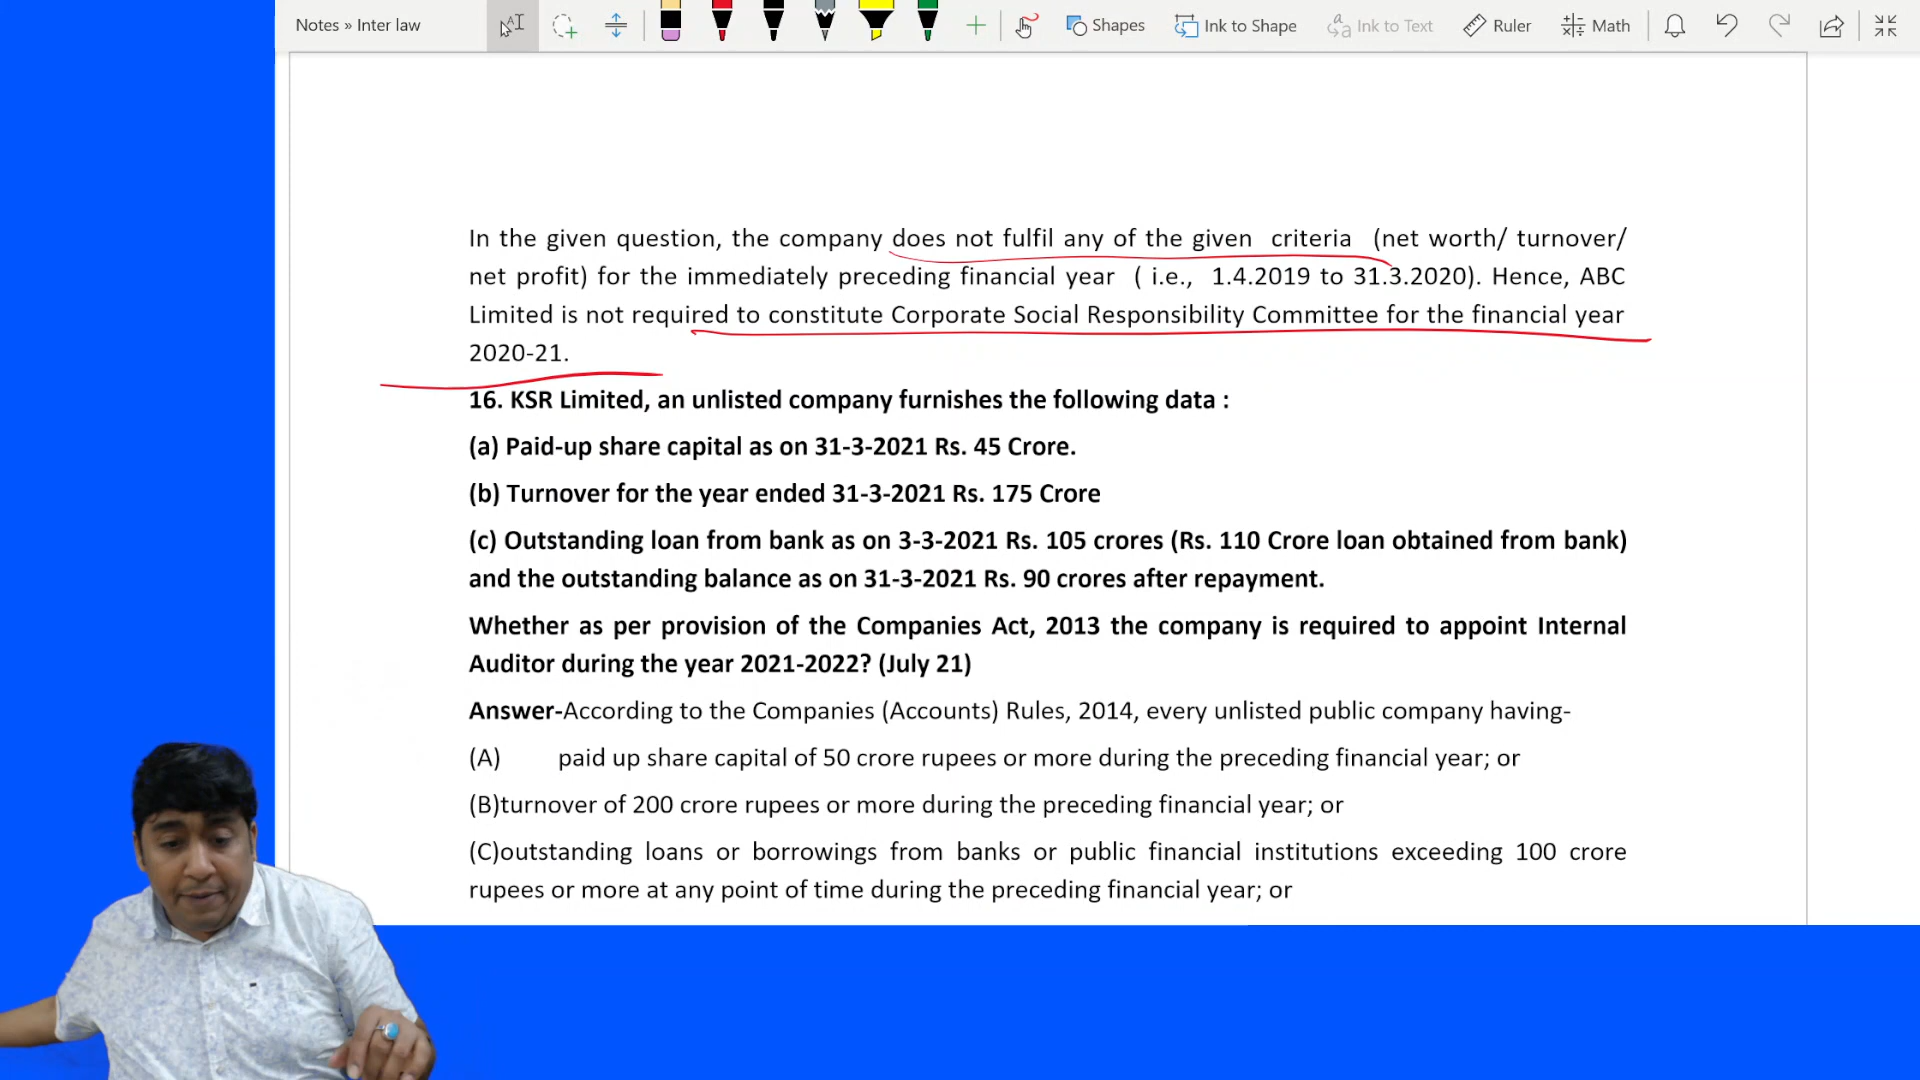 Notes » Inter law
Shapes
Ink to Shape
Ink to Text
Ruler
Math
In the given question, the company does not fulfil any of the given criteria (net worth/ turnover/
net profit) for the immediately preceding financial year ( i.e., 1.4.2019 to 31.3.2020). Hence, ABC
Limited is not required to constitute Corporate Social Responsibility Committee for the financial year
2020-21.
16. KSR Limited, an unlisted company furnishes the following data :
(a) Paid-up share capital as on 31-3-2021 Rs. 45 Crore.
(b) Turnover for the year ended 31-3-2021 Rs. 175 Crore
(c) Outstanding loan from bank as on 3-3-2021 Rs. 105 crores (Rs. 110 Crore loan obtained from bank)
and the outstanding balance as on 31-3-2021 Rs. 90 crores after repayment.
Whether as per provision of the Companies Act, 2013 the company is required to appoint Internal
Auditor during the year 2021-2022? (July 21)
Answer-According to the Companies (Accounts) Rules, 2014, every unlisted public company having-
(A) paid up share capital of 50 crore rupees or more during the preceding financial year; or
(B)turnover of 200 crore rupees or more during the preceding financial year; or
(C)outstanding loans or borrowings from banks or public financial institutions exceeding 100 crore
rupees or more at any point of time during the preceding financial year; or